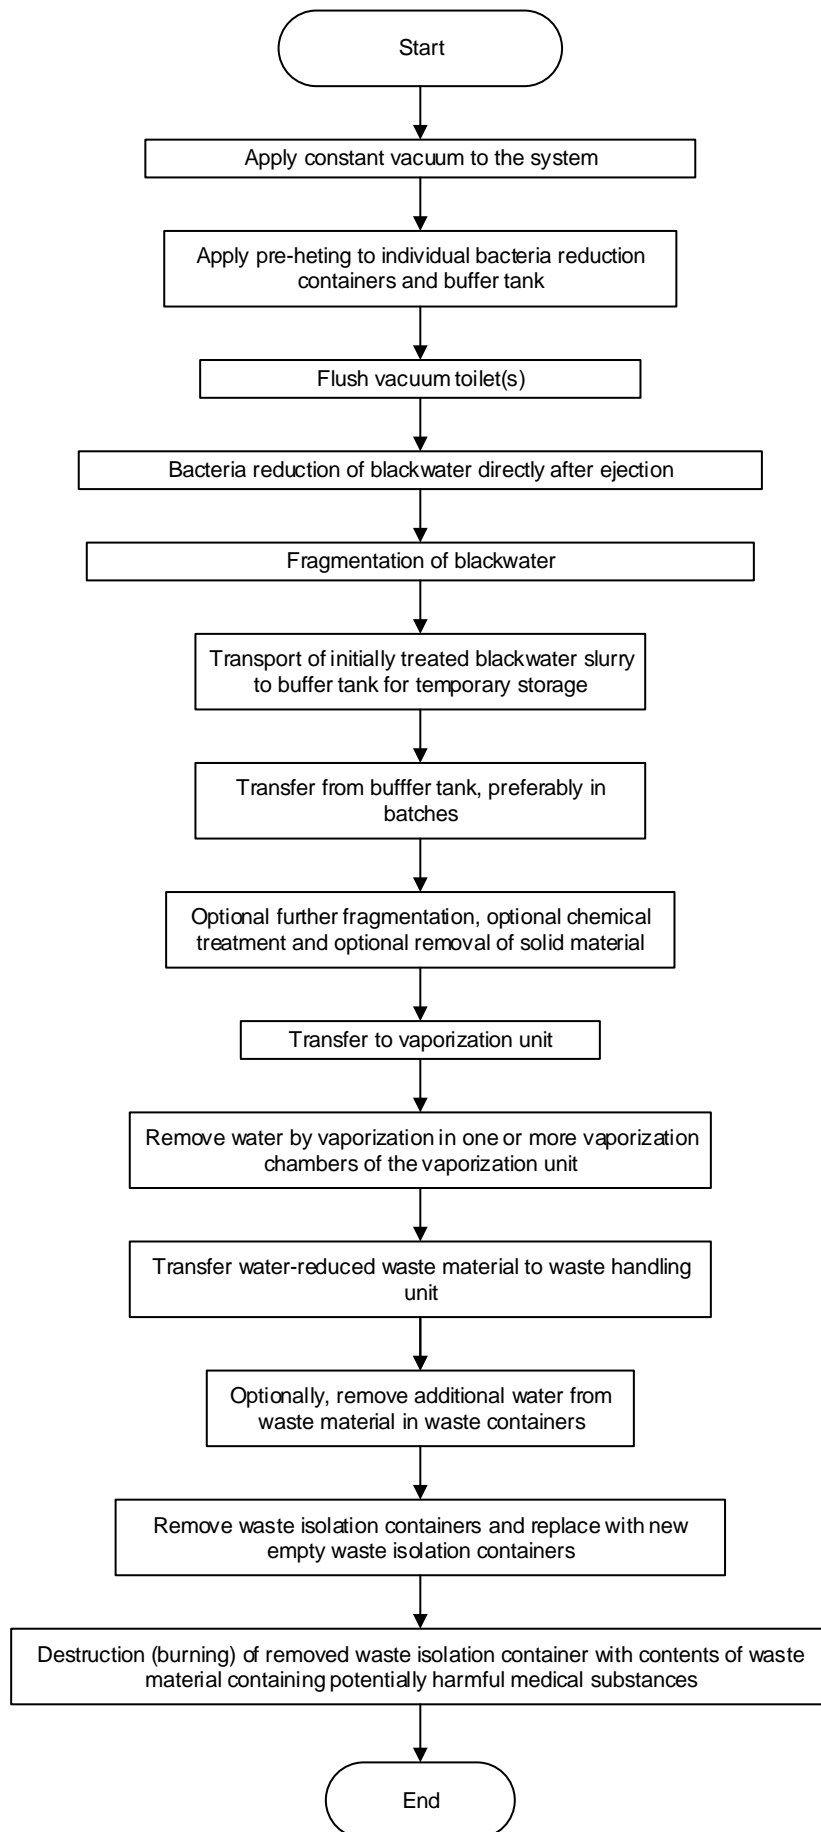 Start
Apply constant vacuum to the system
Apply pre-heting to individual bacteria reduction
containers and buffer tank
Flush vacuum toilet(s)
Bacteria reduction of blackwater directly after ejection
Fragmentation of blackwater
Transport of initially treated blackwater slurry
to buffer tank for temporary storage
Transfer from bufffer tank, preferably in
batches
Optional further fragmentation, optional chemical
treatment and optional removal of solid material
Transfer to vaporization unit
Remove water by vaporization in one or more vaporization
chambers of the vaporization unit
Transfer water-reduced waste material to waste handling
unit
Optionally, remove additional water from
waste material in waste containers
Remove waste isolation containers and replace with new
empty waste isolation containers
Destruction (burning) of removed waste isolation container with contents of waste
material containing potentially harmful medical substances
End